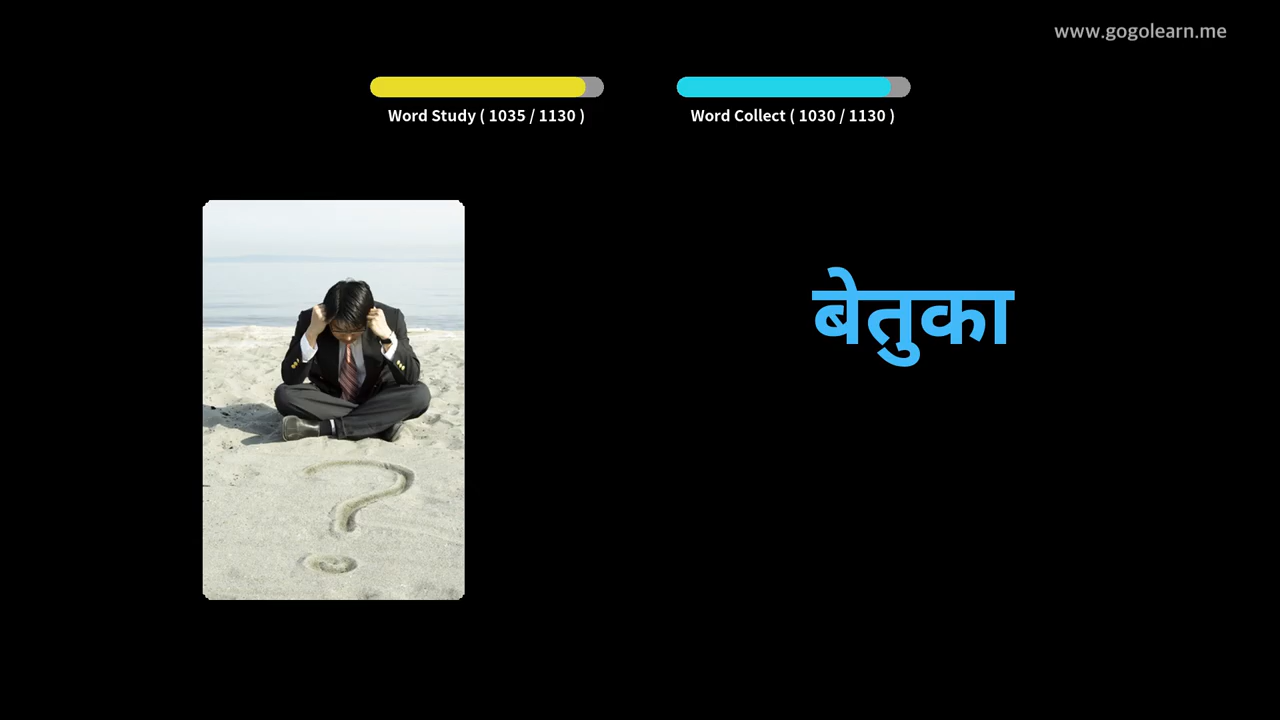 www.gogolearn.me
Word Study ( 1035 / 1130 )
Word Collect ( 1030 / 1130 )
बेतुका
?